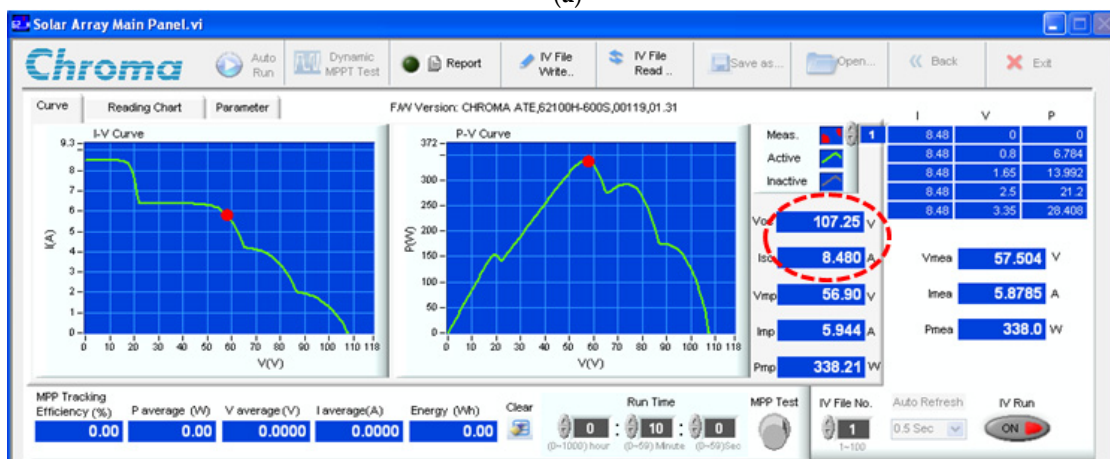 (a)
Solar Array Main Panel.vi
Chroma
Auto Run
Dynamic MPPT Test
Report
IV File Write..
IV File Read ..
Save as...
Open...
Back
Exit
Curve
Reading Chart
Parameter
F/W Version: CHROMA ATE,62100H-600S,00119,01.31
I-V Curve
9.3
8
7
6
5
4
3
2
1
0
I(A)
0 10 20 30 40 50 60 70 80 90 100 110 118
V(V)
P-V Curve
372
300
250
200
150
100
50
0
P(W)
0 10 20 30 40 50 60 70 80 90 100 110 118
V(V)
Meas. 1
Active
Inactive
Voc 107.25 V
Isc 8.480 A
Vmp 56.90 V
Imp 5.944 A
Pmp 338.21 W
I V P
8.48 0 0
8.48 0.8 6.784
8.48 1.65 13.992
8.48 2.5 21.2
8.48 3.35 28.408
Vmea 57.504 V
Imea 5.8785 A
Pmea 338.0 W
MPP Tracking
Efficiency (%) P average (W) V average (V) I average(A) Energy (Wh) Clear
0.00 0.00 0.0000 0.0000 0.00
Run Time
0 : 10 : 0
(0~1000) hour (0~59) Minute (0~59)Sec
MPP Test
IV File No.
1
1~100
Auto Refresh
0.5 Sec
IV Run
ON